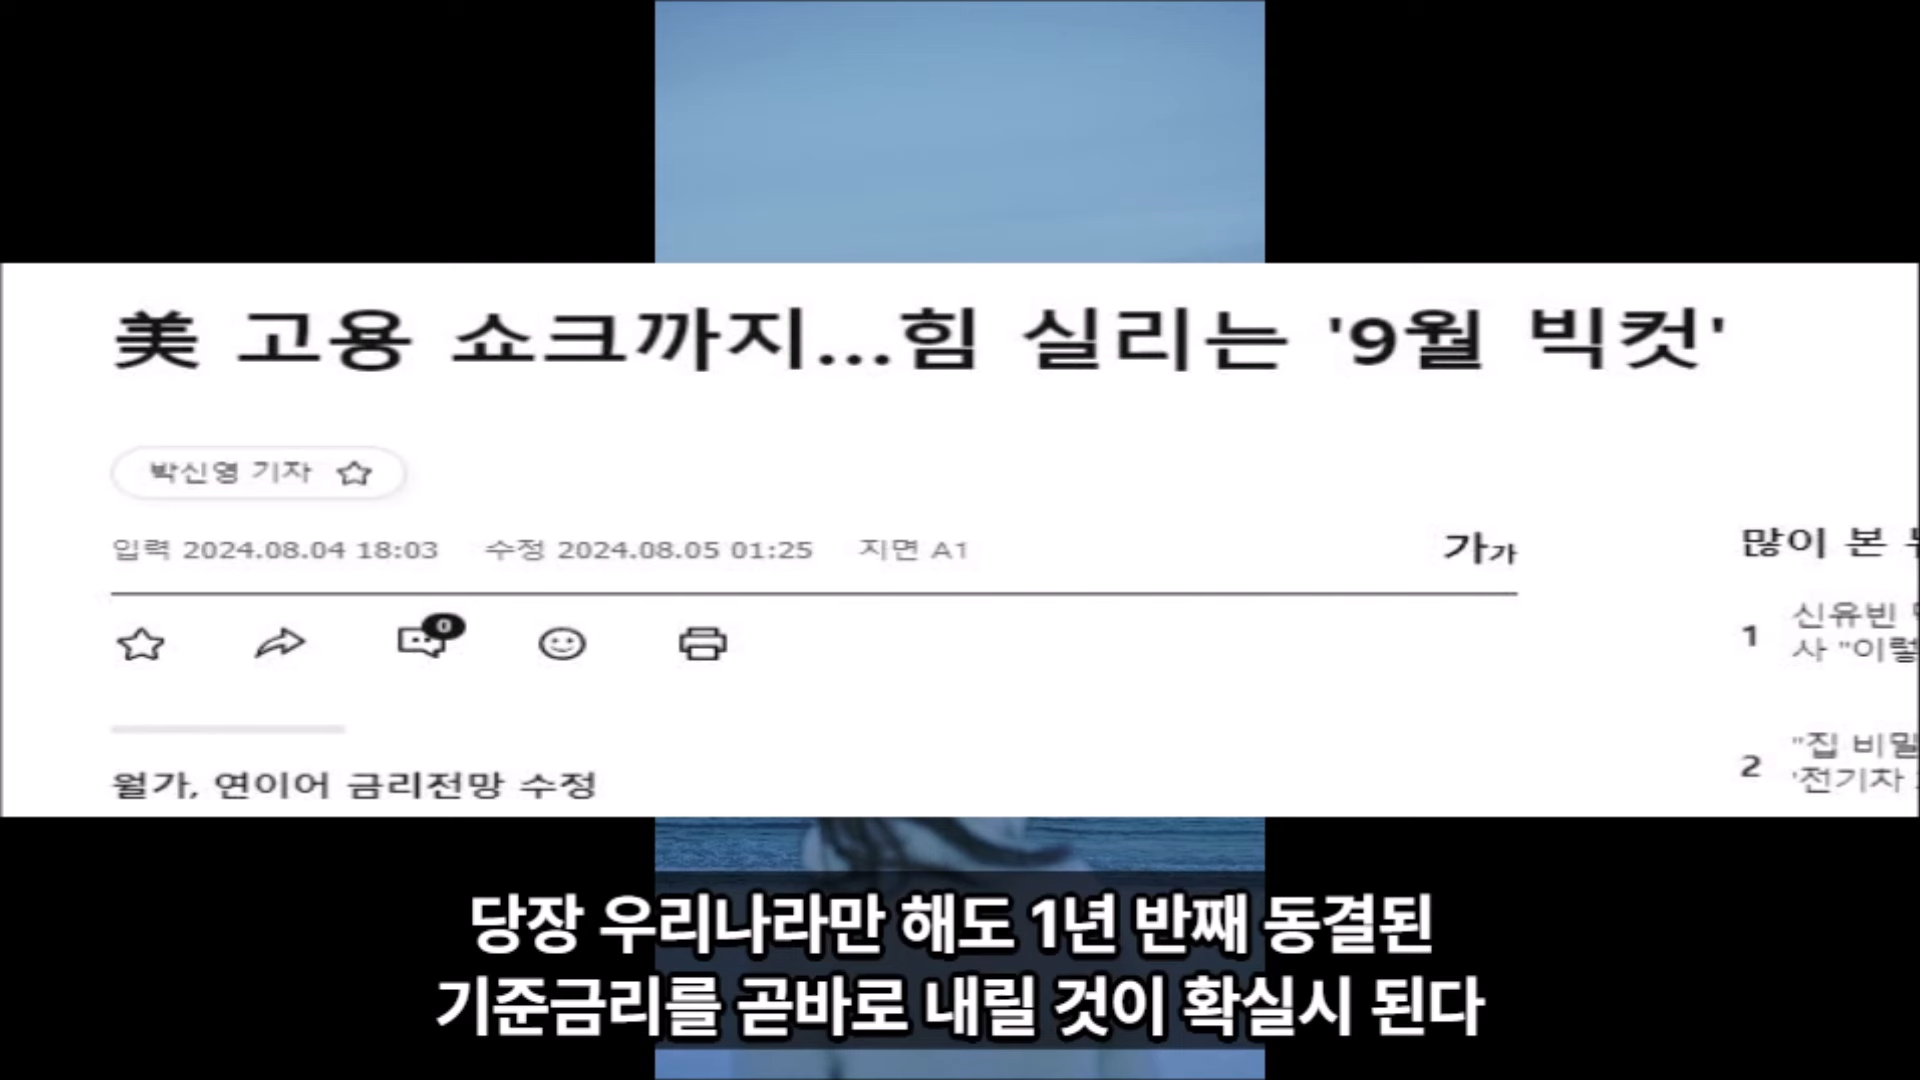 美 고용 쇼크까지...힘 실리는 '9월 빅컷'
박신영 기자
입력 2024.08.04 18:03 수정 2024.08.05 01:25 지면 A1
가가
0
월가, 연이어 금리전망 수정
많이 본
1 신유빈
사 "이렇
2 "집 비밀
'전기차
당장 우리나라만 해도 1년 반째 동결된
기준금리를 곧바로 내릴 것이 확실시 된다